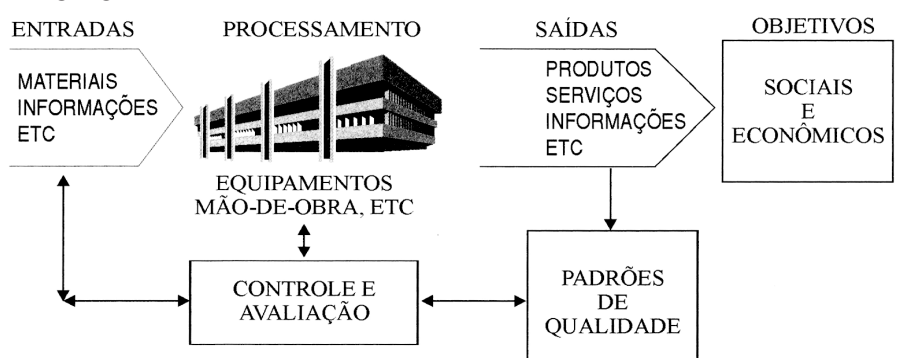 ENTRADAS
PROCESSAMENTO
SAÍDAS
OBJETIVOS
MATERIAIS
INFORMAÇÕES
ETC
PRODUTOS
SERVIÇOS
INFORMAÇÕES
ETC
SOCIAIS
E
ECONÔMICOS
EQUIPAMENTOS
MÃO-DE-OBRA, ETC
CONTROLE E
AVALIAÇÃO
PADRÕES
DE
QUALIDADE